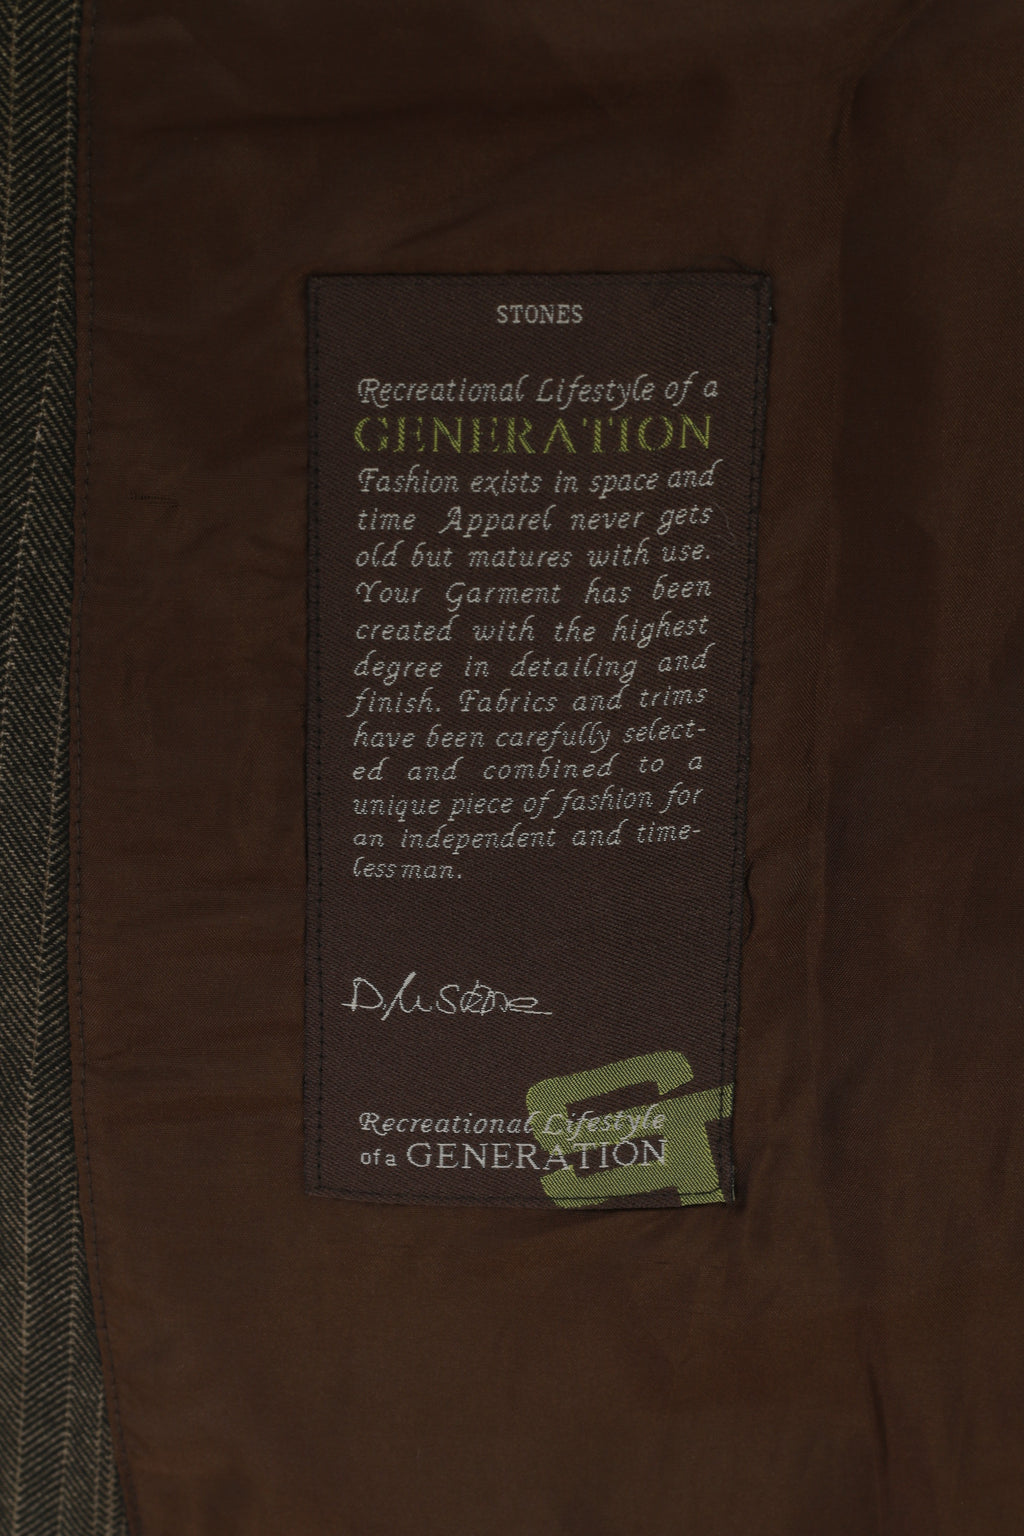 STONES
Recreational Lifestyle of a
GENERATION
Fashion exists in space and
time Apparel never gets
old but matures with use.
Your Garment has been
created with the highest
degree in detailing and
finish. Fabrics and trims
have been carefully select-
ed and combined to a
unique piece of fashion for
an independent and time-
less man.
Recreational Lifestyle
of a GENERATION